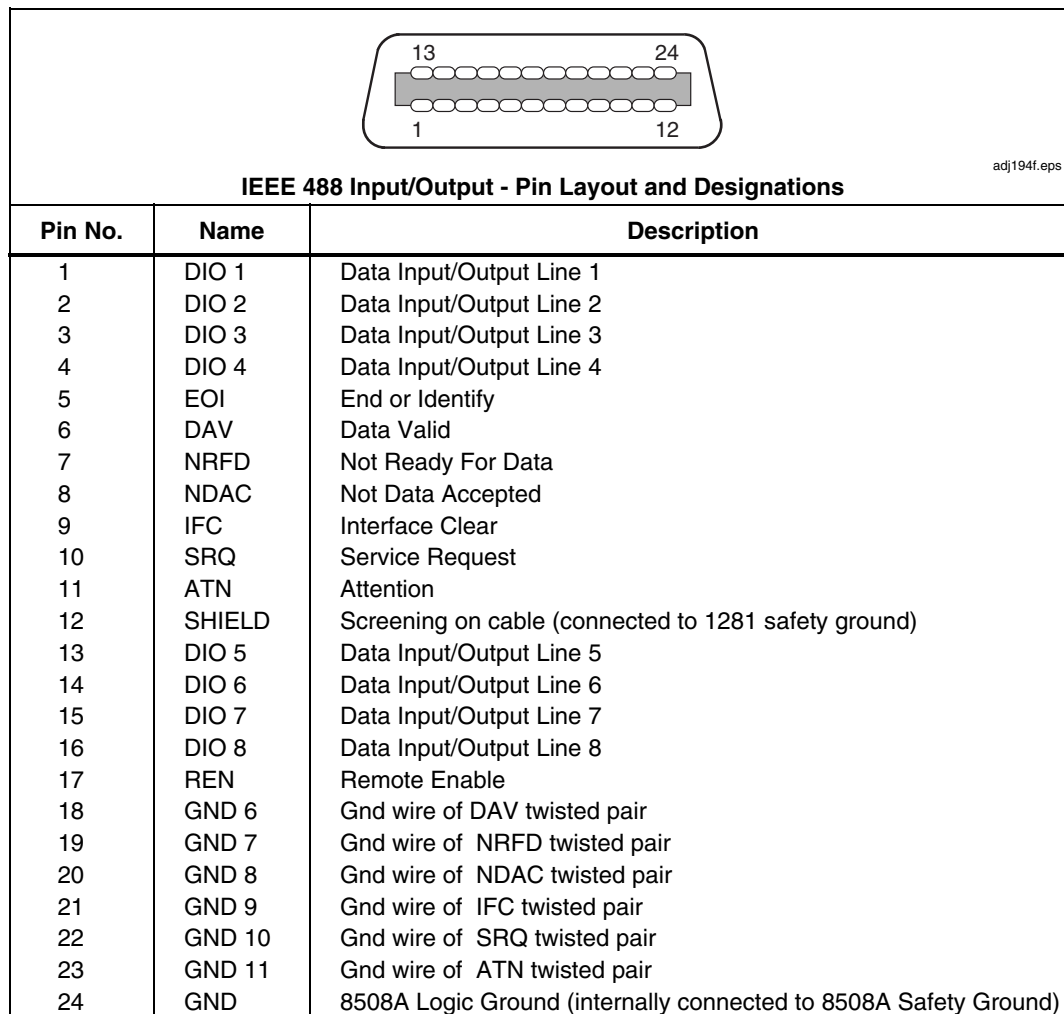 13 24
1 12
adj194f.eps
IEEE 488 Input/Output - Pin Layout and Designations
Pin No. Name Description
1 DIO 1 Data Input/Output Line 1
2 DIO 2 Data Input/Output Line 2
3 DIO 3 Data Input/Output Line 3
4 DIO 4 Data Input/Output Line 4
5 EOI End or Identify
6 DAV Data Valid
7 NRFD Not Ready For Data
8 NDAC Not Data Accepted
9 IFC Interface Clear
10 SRQ Service Request
11 ATN Attention
12 SHIELD Screening on cable (connected to 1281 safety ground)
13 DIO 5 Data Input/Output Line 5
14 DIO 6 Data Input/Output Line 6
15 DIO 7 Data Input/Output Line 7
16 DIO 8 Data Input/Output Line 8
17 REN Remote Enable
18 GND 6 Gnd wire of DAV twisted pair
19 GND 7 Gnd wire of NRFD twisted pair
20 GND 8 Gnd wire of NDAC twisted pair
21 GND 9 Gnd wire of IFC twisted pair
22 GND 10 Gnd wire of SRQ twisted pair
23 GND 11 Gnd wire of ATN twisted pair
24 GND 8508A Logic Ground (internally connected to 8508A Safety Ground)